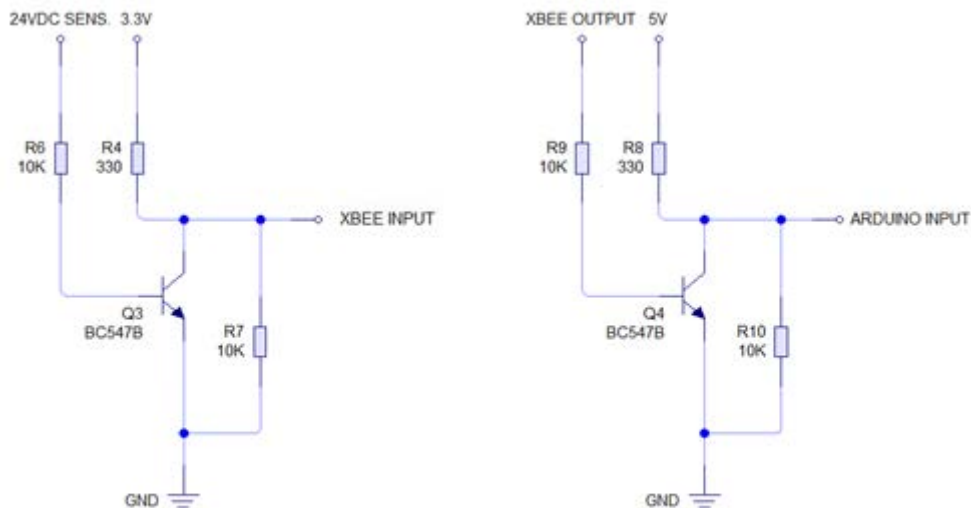 24VDC SENS. 3.3V
R6
10K
R4
330
XBEE INPUT
Q3
BC547B
R7
10K
GND
XBEE OUTPUT 5V
R9
10K
R8
330
ARDUINO INPUT
Q4
BC547B
R10
10K
GND